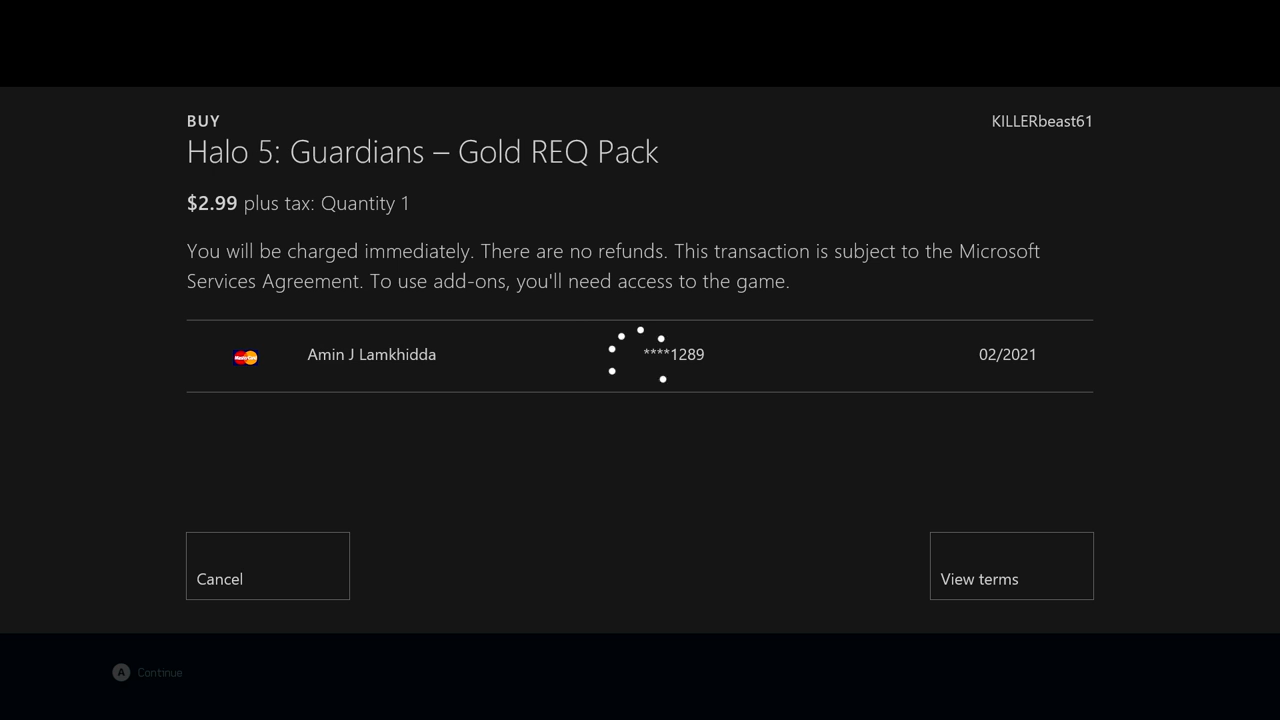 BUY
KILLERbeast61
Halo 5: Guardians – Gold REQ Pack
$2.99 plus tax: Quantity 1
You will be charged immediately. There are no refunds. This transaction is subject to the Microsoft
Services Agreement. To use add-ons, you'll need access to the game.
MasterCard Amin J Lamkhidda ****1289 02/2021
Cancel
View terms
A Continue